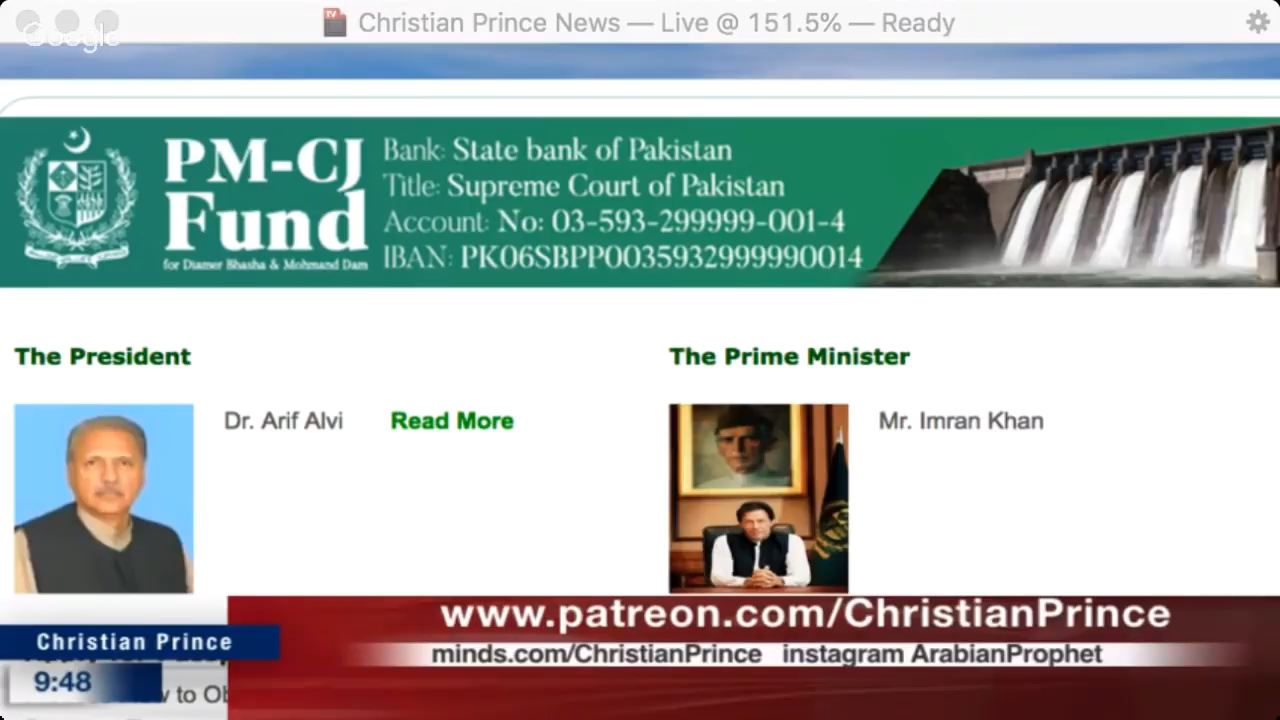 Christian Prince News — Live @ 151.5% — Ready
Google
PM-CJ
Fund
for Diamer Bhasha & Mohmand Dam
Bank: State bank of Pakistan
Title: Supreme Court of Pakistan
Account: No: 03-593-299999-001-4
IBAN: PK06SBPP0035932999990014
The President
Dr. Arif Alvi
Read More
The Prime Minister
Mr. Imran Khan
www.patreon.com/ChristianPrince
minds.com/ChristianPrince instagram ArabianProphet
Christian Prince
9:48